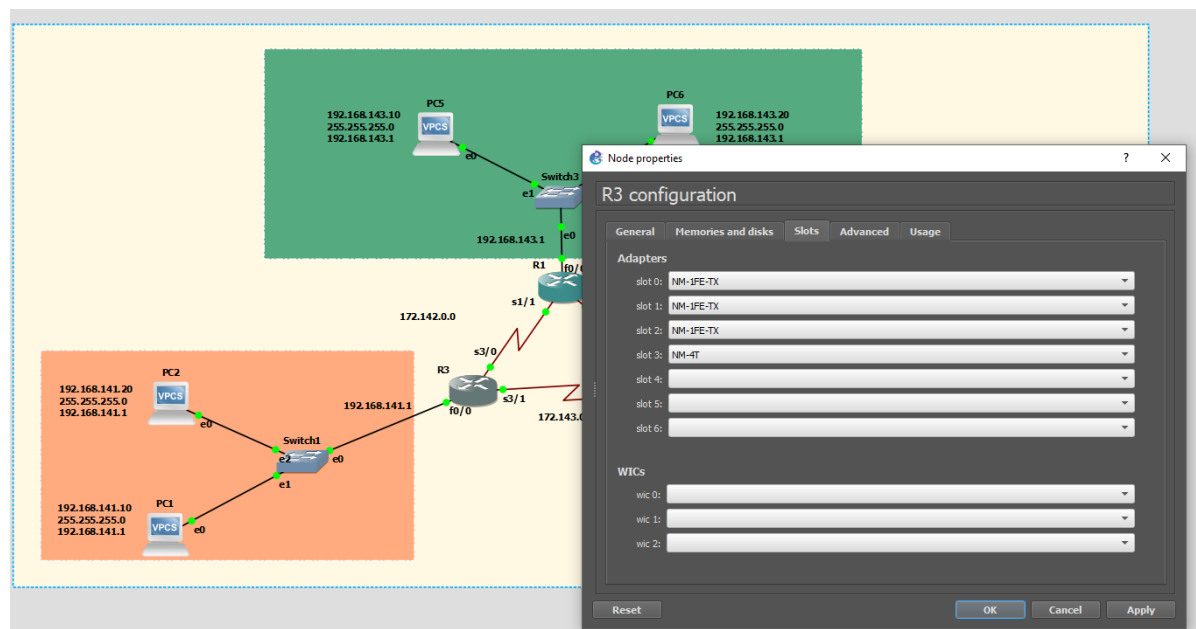 PC5
192.168.143.10
255.255.255.0
192.168.143.1
VPCS
e0
PC6
VPCS
192.168.143.20
255.255.255.0
192.168.143.1
Switch3
e1
e0
192.168.143.1
R1
f0/0
s1/1
172.142.0.0
s3/0
R3
s3/1
f0/0
172.143.0
192.168.141.1
PC2
192.168.141.20
255.255.255.0
192.168.141.1
VPCS
e0
Switch1
e2
e0
e1
PC1
192.168.141.10
255.255.255.0
192.168.141.1
VPCS
e0
Node properties
?
R3 configuration
General Memories and disks Slots Advanced Usage
Adapters
slot 0: NM-1FE-TX
slot 1: NM-1FE-TX
slot 2: NM-1FE-TX
slot 3: NM-4T
slot 4:
slot 5:
slot 6:
WICs
wic 0:
wic 1:
wic 2:
Reset OK Cancel Apply